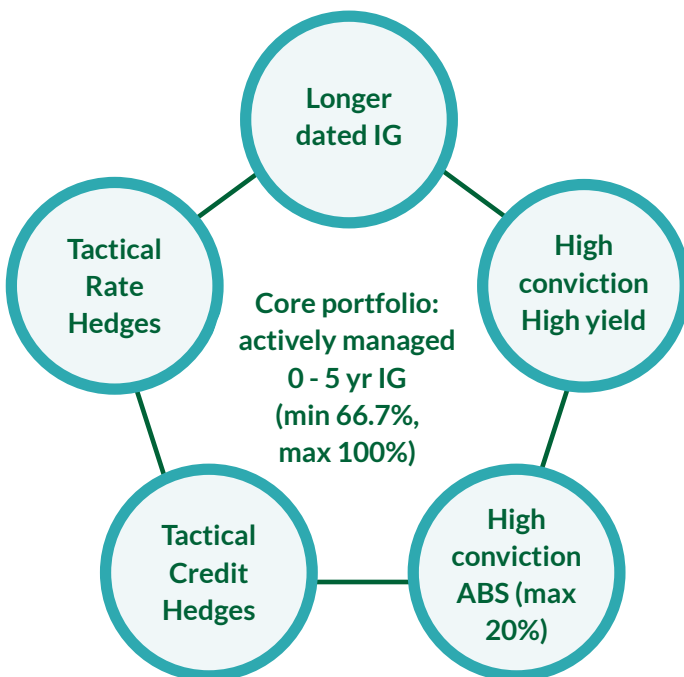 Longer
dated IG
High
conviction
High yield
Tactical
Rate
Hedges
Core portfolio:
actively managed
0 - 5 yr IG
(min 66.7%,
max 100%)
Tactical
Credit
Hedges
High
conviction
ABS (max
20%)